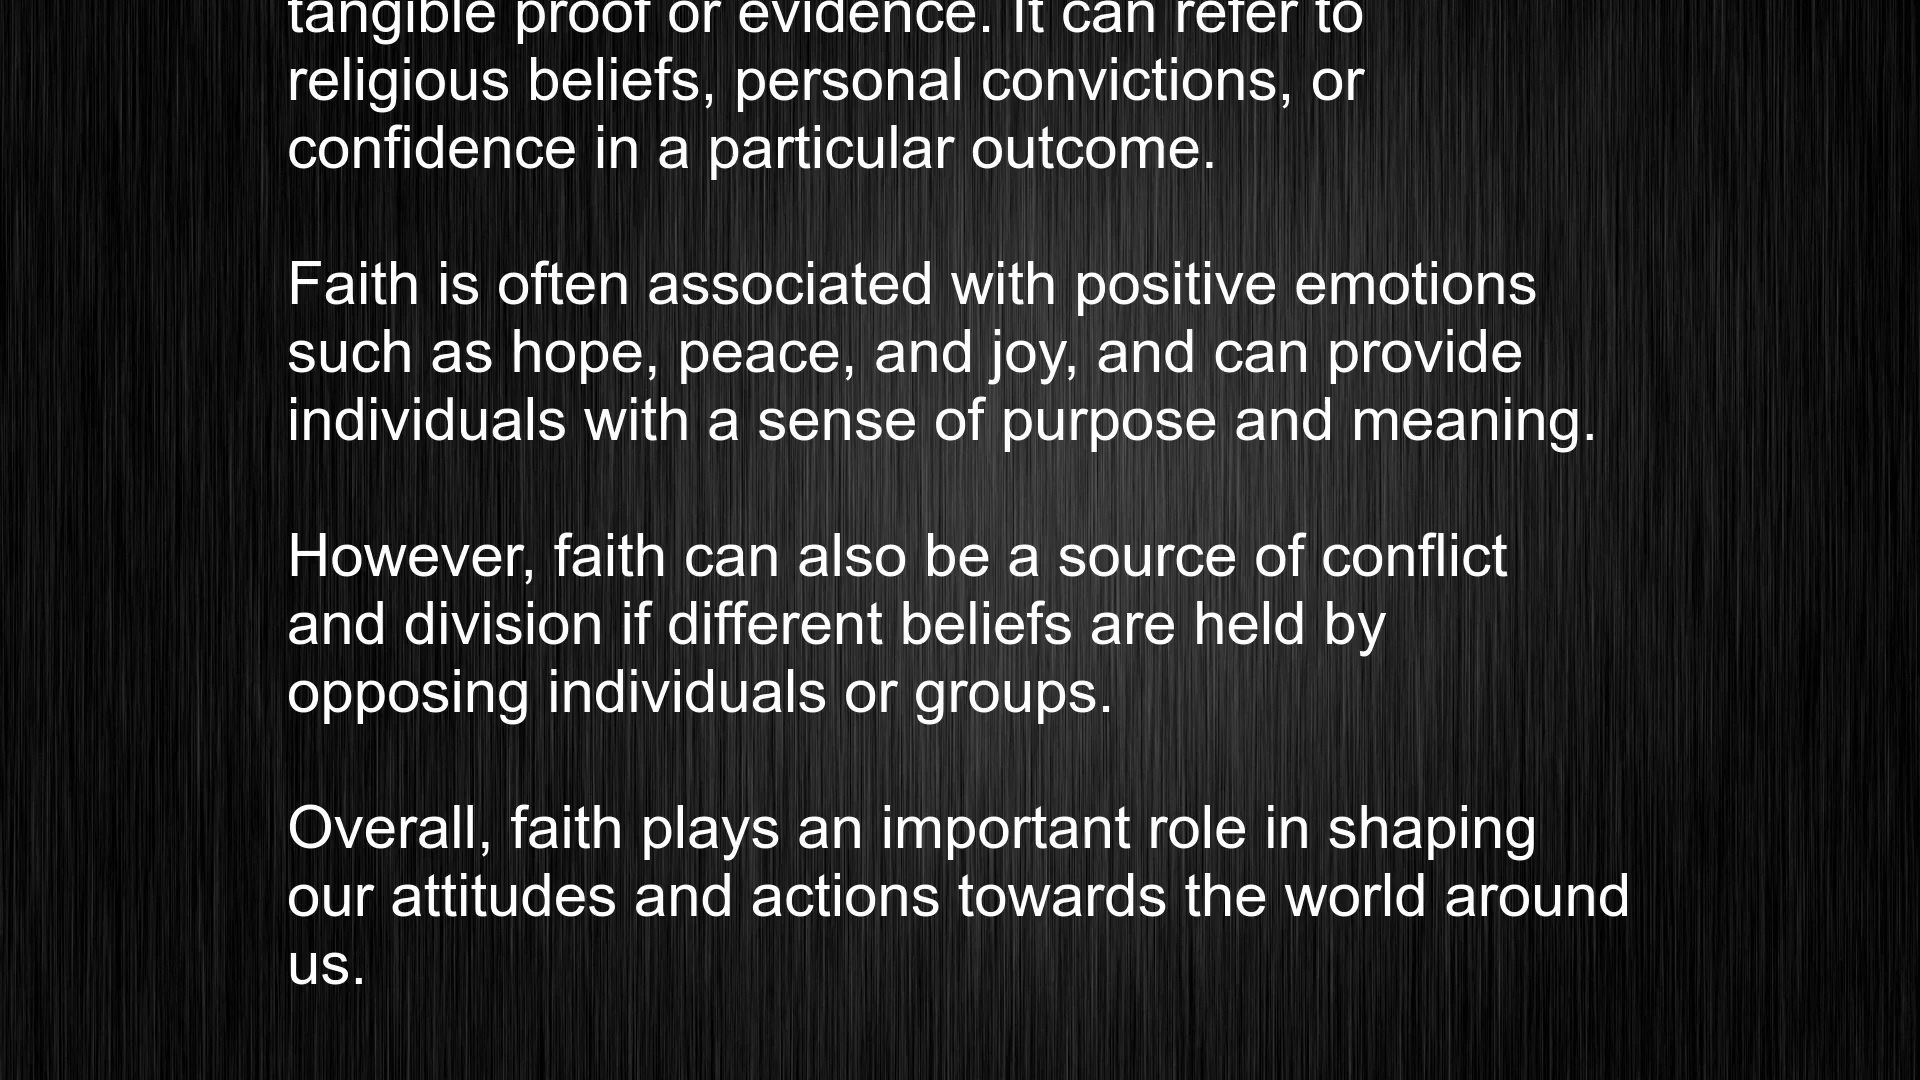 tangible proof or evidence. It can refer to
religious beliefs, personal convictions, or
confidence in a particular outcome.
Faith is often associated with positive emotions
such as hope, peace, and joy, and can provide
individuals with a sense of purpose and meaning.
However, faith can also be a source of conflict
and division if different beliefs are held by
opposing individuals or groups.
Overall, faith plays an important role in shaping
our attitudes and actions towards the world around
us.